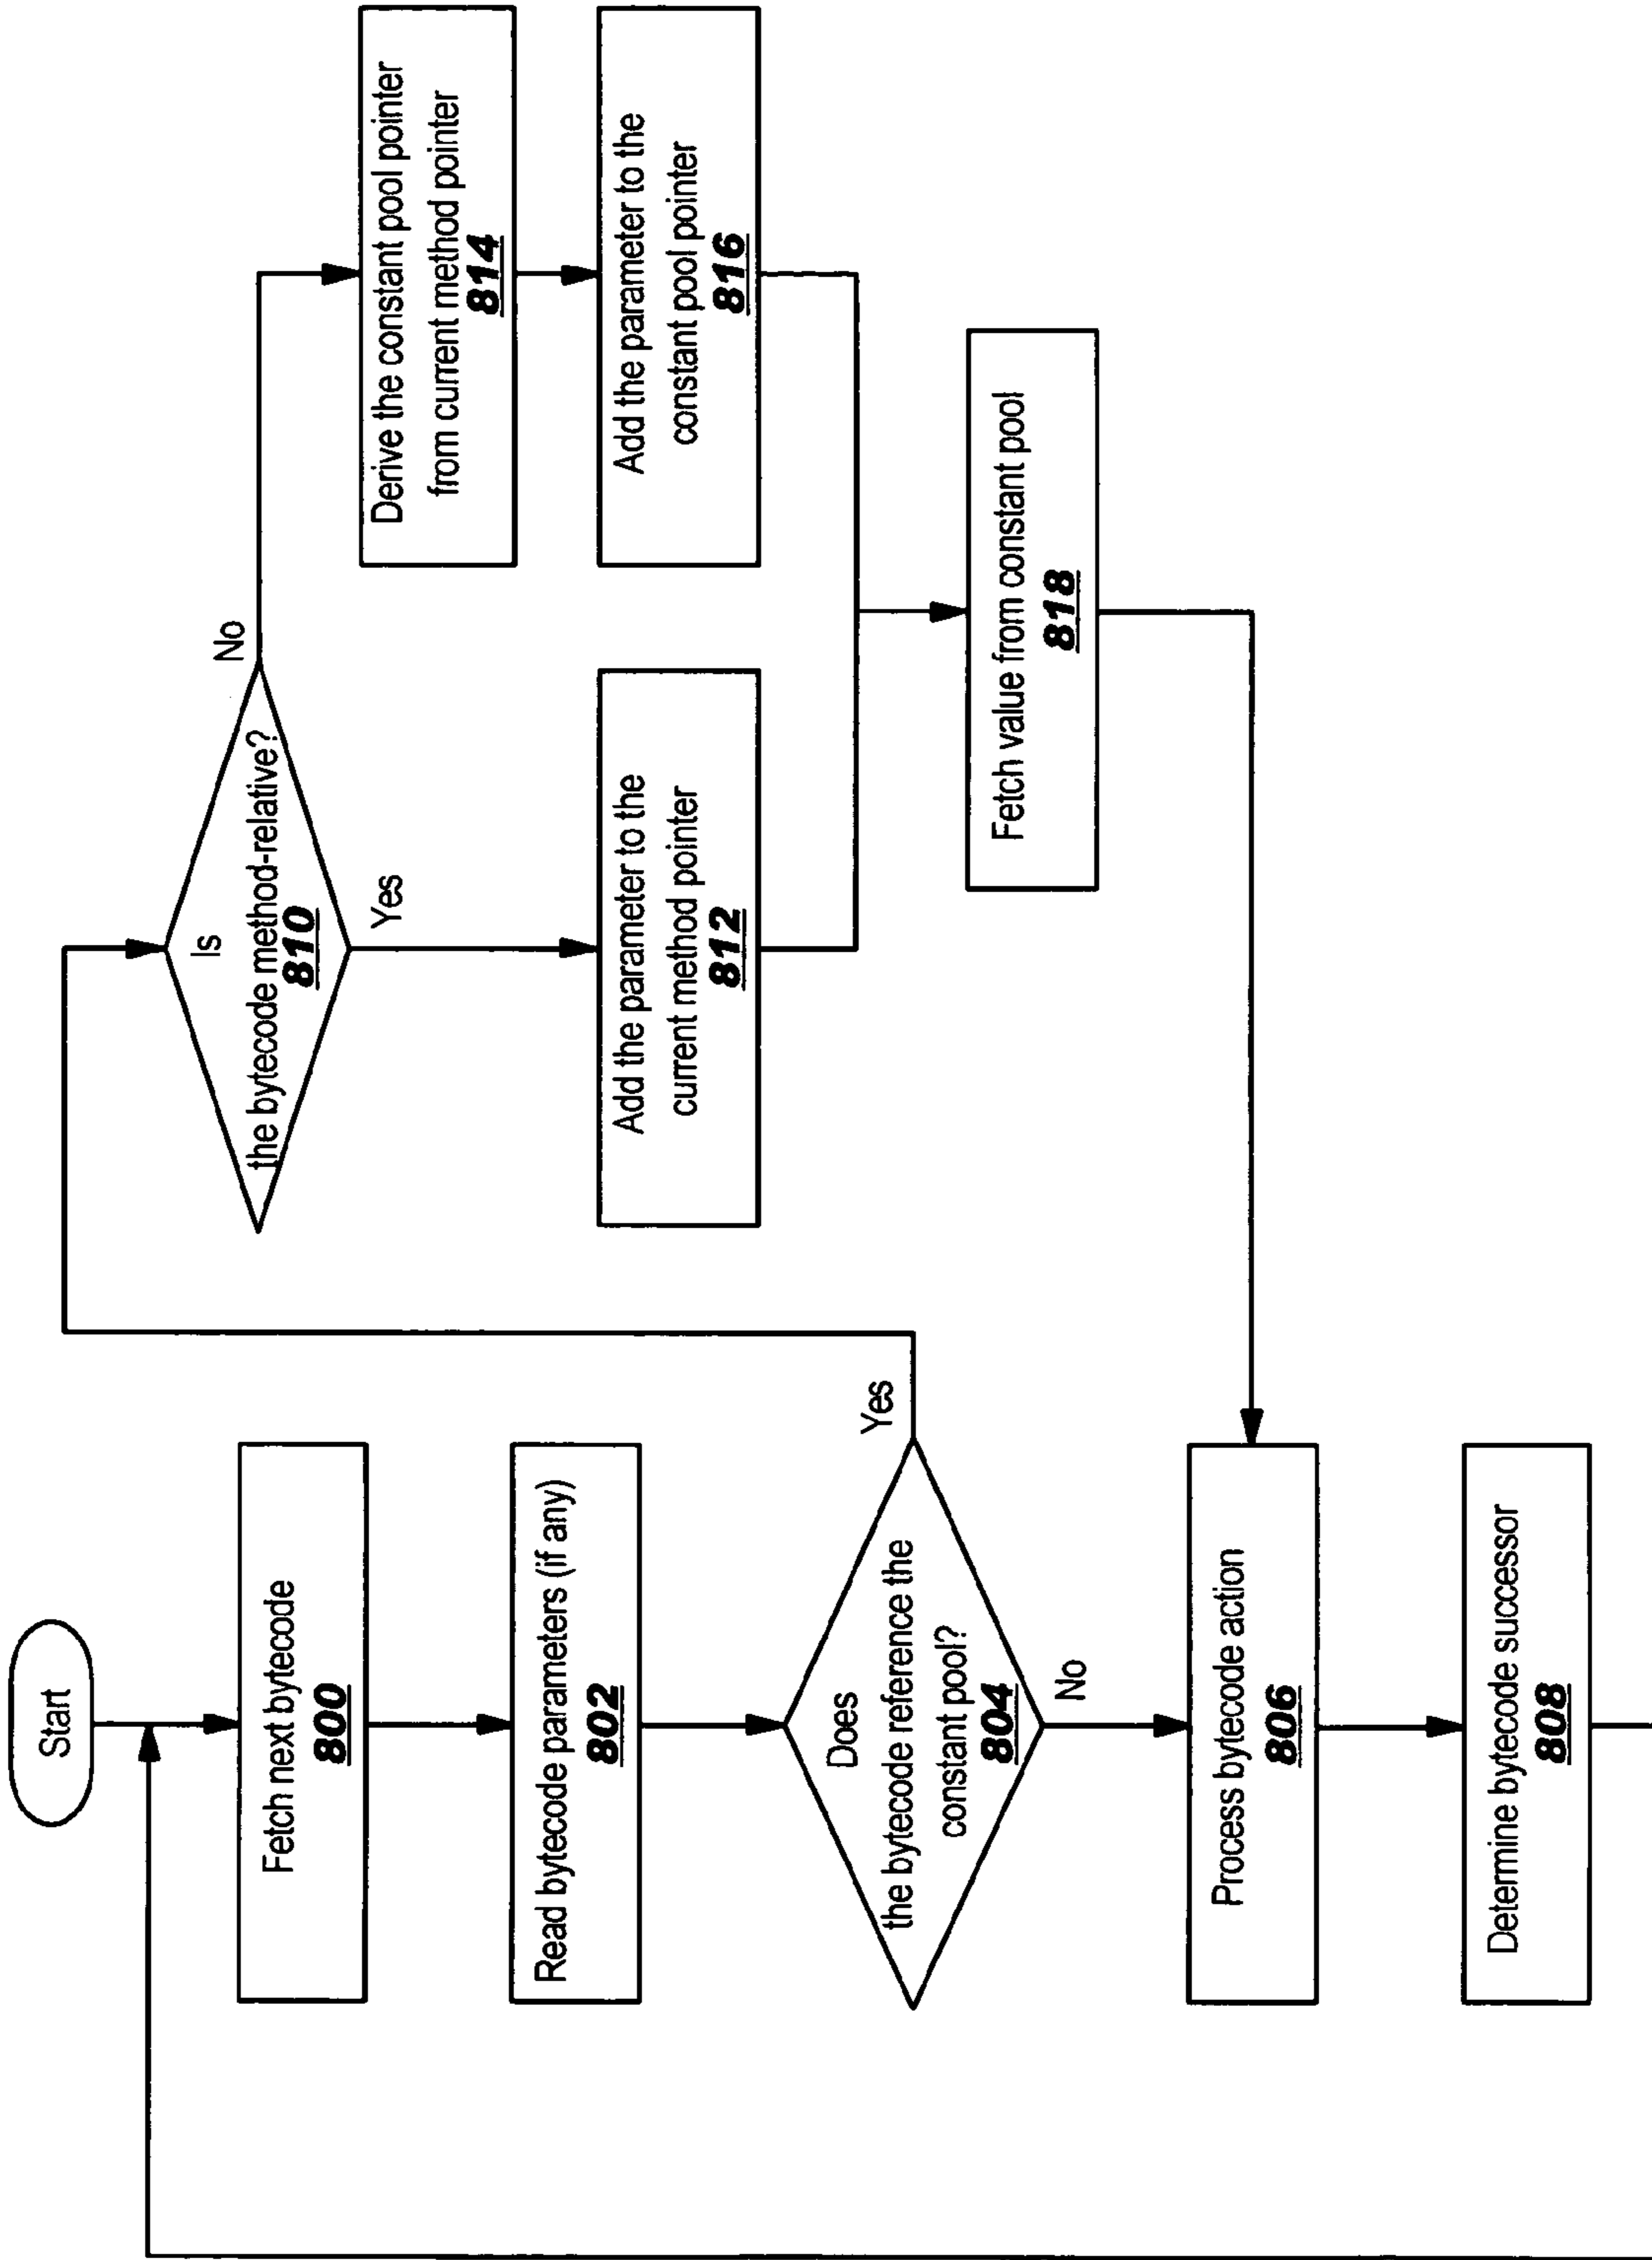 Start
Fetch next bytecode
800
Read bytecode parameters (if any)
802
Does
the bytecode reference the
constant pool?
804
Yes
No
Process bytecode action
806
Determine bytecode successor
808
Is
the bytecode method-relative?
810
No
Yes
Add the parameter to the
current method pointer
812
Derive the constant pool pointer
from current method pointer
814
Add the parameter to the
constant pool pointer
816
Fetch value from constant pool
818